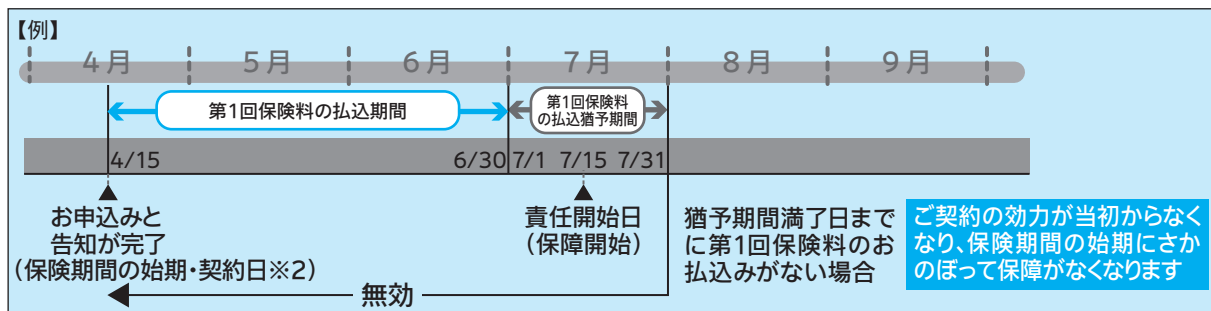 【例】
4月 5月 6月 7月 8月 9月
第1回保険料の払込期間
第1回保険料
の払込猶予期間
4/15 6/30 7/1 7/15 7/31
お申込みと
告知が完了
(保険期間の始期・契約日※2)
責任開始日
(保障開始)
猶予期間満了日まで
に第1回保険料のお
払込みがない場合
ご契約の効力が当初からなく
なり、保険期間の始期にさか
のぼって保障がなくなります
無効